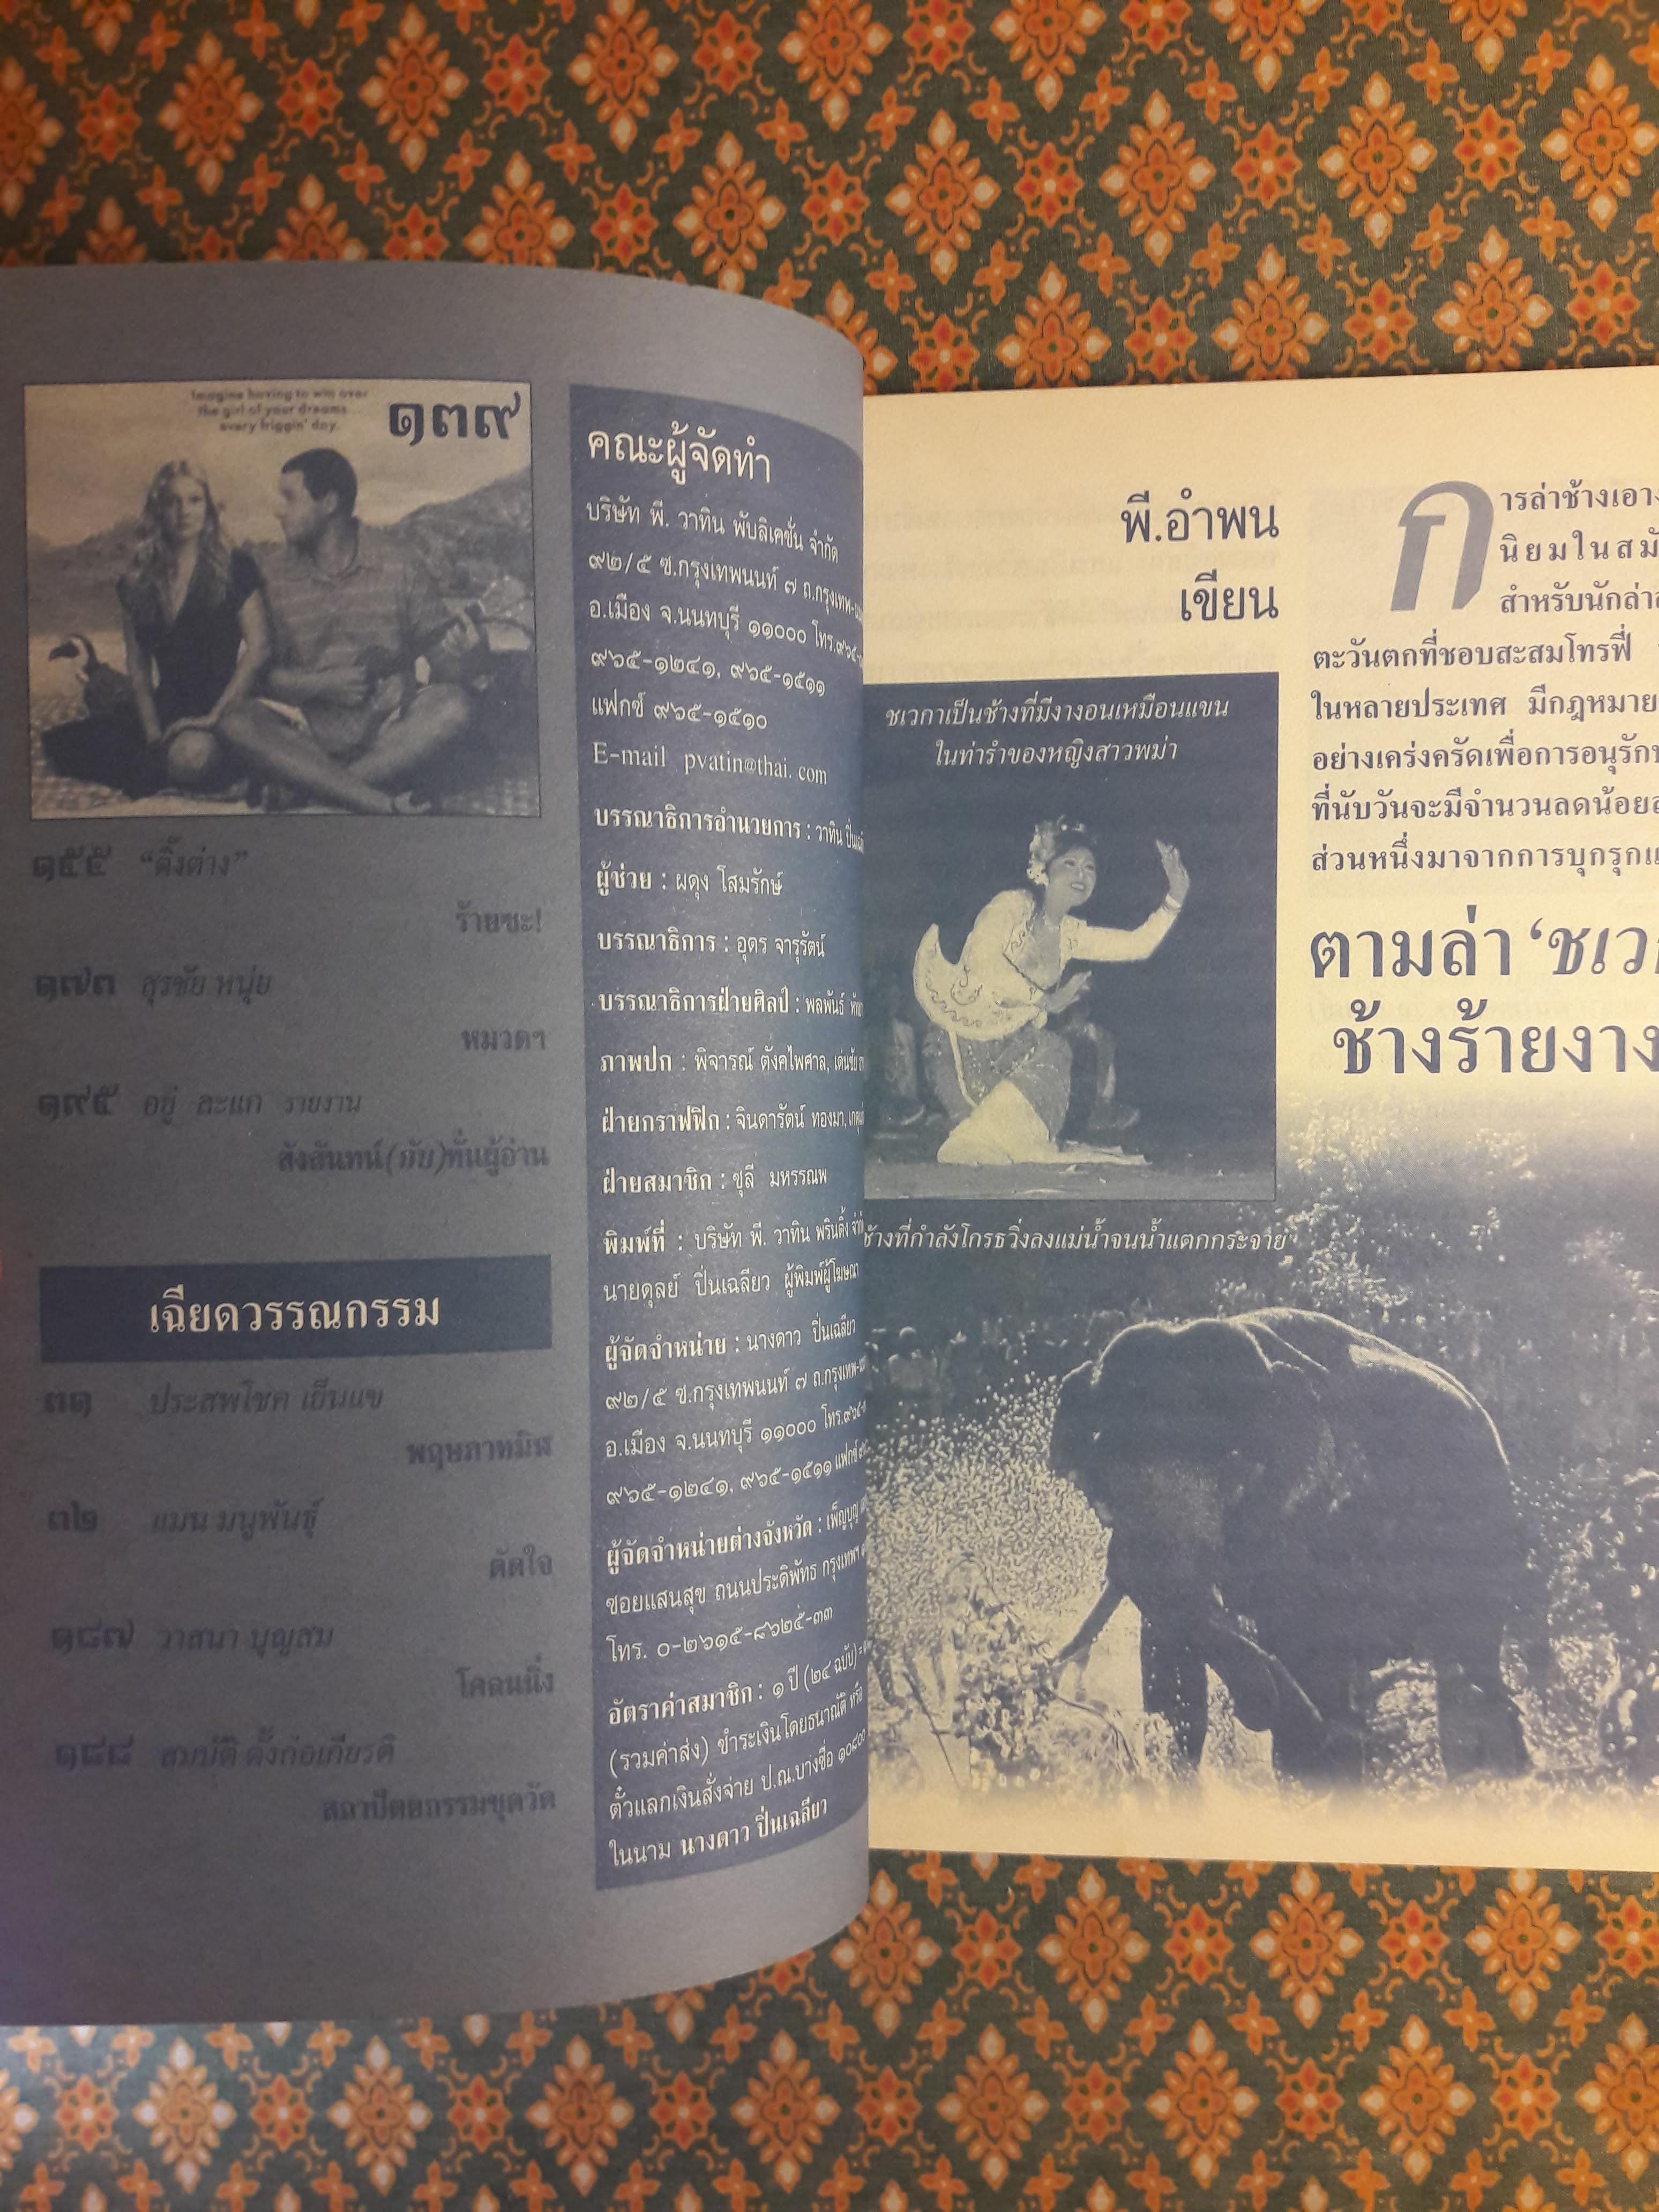 Imagine having to win over
the girl of your dreams
every friggin' day.
๑๓๙
๑๕๕ “ติ๊งต่าง”
ร้ายซะ!
๑๗๓ สุรชัย หนุ่ย
หมวดฯ
๑๙๕ อยู่ ละแก รายงาน
สังสันทน์(กับ)ทั่นผู้อ่าน
เฉียดวรรณกรรม
๓๑ ประสพโชค เย็นแข
พฤษภาทมิฬ
๓๒ แมน มนูพันธุ์
ตัดใจ
๑๘๗ วาสนา บุญสม
โคลนนิ่ง
๑๘๘ สมบัติ ตั้งก่อเกียรติ
สถาปัตยกรรมชุดวัด
คณะผู้จัดทำ
บริษัท พี. วาทิน พับลิเคชั่น จำกัด
๙๒/๕ ซ.กรุงเทพนนท์ ๗ ถ.กรุงเทพ-
อ.เมือง จ.นนทบุรี ๑๑๐๐๐ โทร.๙๖๕-
๙๖๕-๑๒๔๑, ๙๖๕-๑๕๑๑
แฟกซ์ ๙๖๕-๑๕๑๐
E-mail pvatin@thai.com
บรรณาธิการอำนวยการ : วาทิน
ผู้ช่วย : ผดุง โสมรักษ์
บรรณาธิการ : อุดร จารุรัตน์
บรรณาธิการฝ่ายศิลป์ : พลพันธ์
ภาพปก : พิจารณ์ ตังคไพศาล, เด่นชัย
ฝ่ายกราฟฟิก : จินดารัตน์ ทองมา,
ฝ่ายสมาชิก : ชุลี มหรรณพ
พิมพ์ที่ : บริษัท พี. วาทิน พรินติ้ง
นายดุลย์ ปิ่นเฉลียว ผู้พิมพ์ผู้โฆษณา
ผู้จัดจำหน่าย : นางดาว ปิ่นเฉลียว
๙๒/๕ ซ.กรุงเทพนนท์ ๗ ถ.กรุงเทพ-
อ.เมือง จ.นนทบุรี ๑๑๐๐๐ โทร.๙๖๕-
๙๖๕-๑๒๔๑, ๙๖๕-๑๕๑๑ แฟกซ์
ผู้จัดจำหน่ายต่างจังหวัด : เพ็ญบุญ
ซอยแสนสุข ถนนประดิพัทธ กรุงเทพฯ
โทร. ๐-๒๖๑๕-๘๖๒๕-๓๓
อัตราค่าสมาชิก : ๑ ปี (๒๔ ฉบับ) =
(รวมค่าส่ง) ชำระเงินโดยธนาณัติ หรือ
ตั๋วแลกเงินสั่งจ่าย ป.ณ.บางซื่อ ๑๐๘๐๐
ในนาม นางดาว ปิ่นเฉลียว
พี.อำพน
เขียน
ชเวกาเป็นช้างที่มีงางอนเหมือนแขน
ในท่ารำของหญิงสาวพม่า
ช้างที่กำลังโกรธวิ่งลงแม่น้ำจนน้ำแตกกระจาย
การล่าช้างเอา
นิยมในสมั
สำหรับนักล่า
ตะวันตกที่ชอบสะสมโทรฟี่
ในหลายประเทศ มีกฎหมาย
อย่างเคร่งครัดเพื่อการอนุรักษ
ที่นับวันจะมีจำนวนลดน้อย
ส่วนหนึ่งมาจากการบุกรุก
ตามล่า ‘ชเว
ช้างร้ายงาง